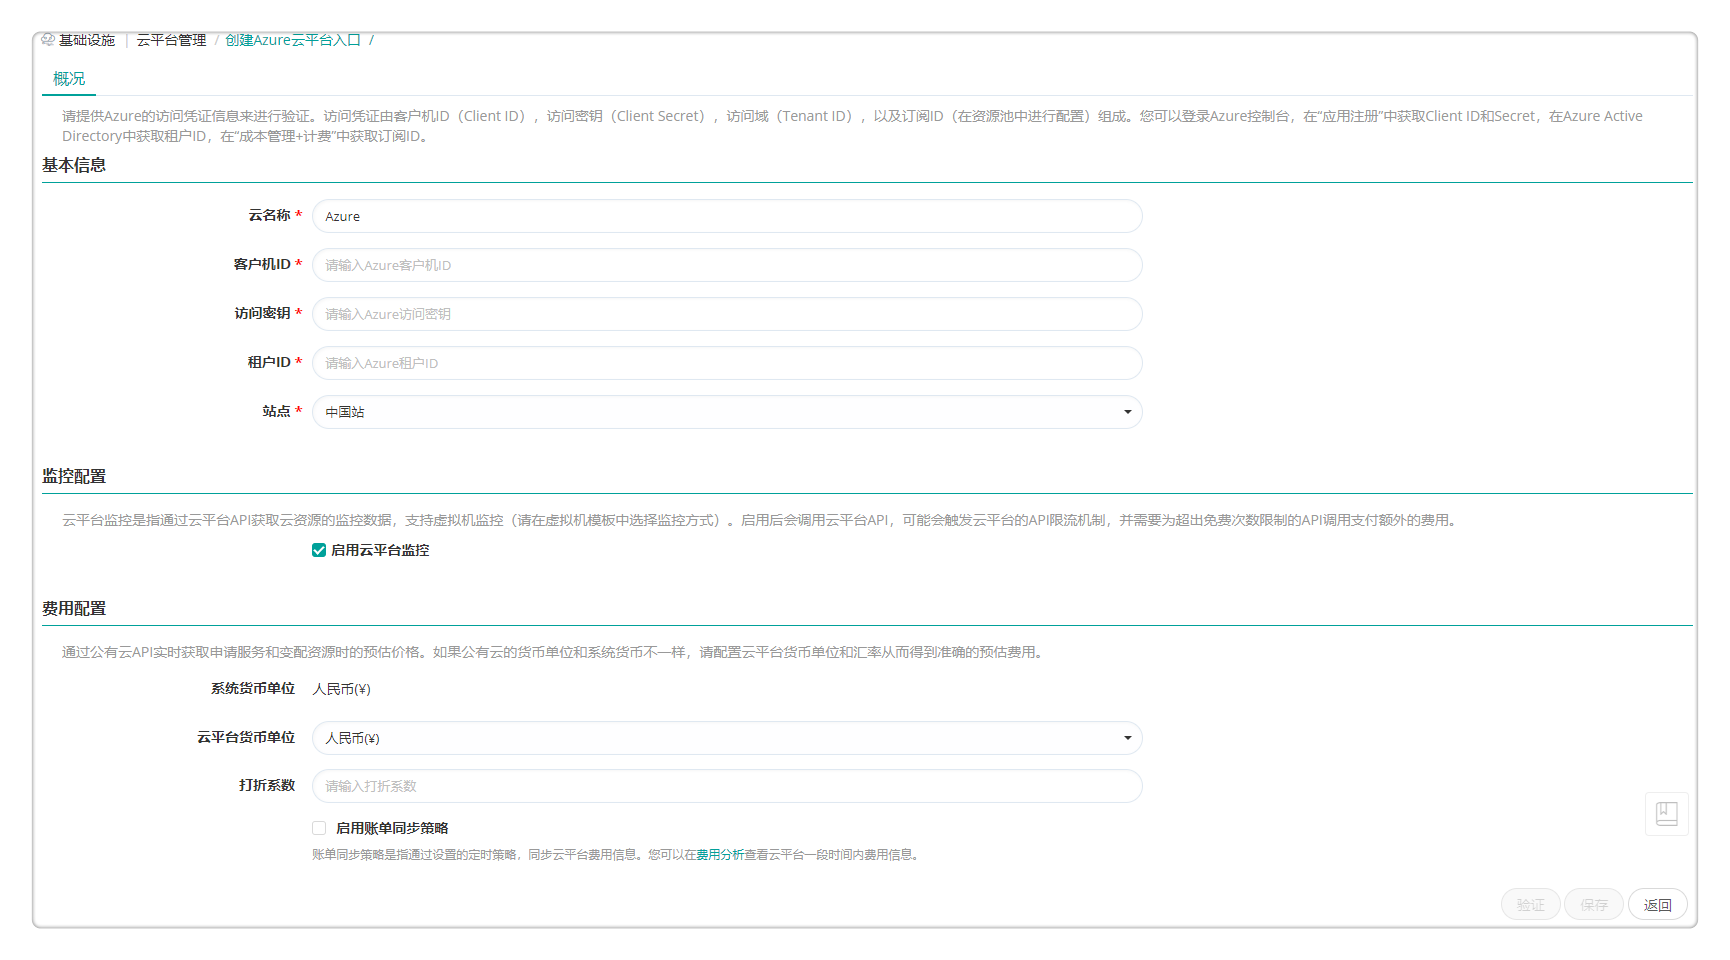 基础设施 | 云平台管理 / 创建Azure云平台入口 /
概况
请提供Azure的访问凭证信息来进行验证。访问凭证由客户机ID（Client ID），访问密钥（Client Secret），访问域（Tenant ID），以及订阅ID（在资源池中进行配置）组成。您可以登录Azure控制台，在“应用注册”中获取Client ID和Secret，在Azure Active
Directory中获取租户ID，在“成本管理+计费”中获取订阅ID。
基本信息
云名称 * Azure
客户机ID * 请输入Azure客户机ID
访问密钥 * 请输入Azure访问密钥
租户ID * 请输入Azure租户ID
站点 * 中国站
监控配置
云平台监控是指通过云平台API获取云资源的监控数据，支持虚拟机监控（请在虚拟机模板中选择监控方式）。启用后会调用云平台API，可能会触发云平台的API限流机制，并需要为超出免费次数限制的API调用支付额外的费用。
启用云平台监控
费用配置
通过公有云API实时获取申请服务和变配资源时的预估价格。如果公有云的货币单位和系统货币不一样，请配置云平台货币单位和汇率从而得到准确的预估费用。
系统货币单位 人民币(¥)
云平台货币单位 人民币(¥)
打折系数 请输入打折系数
启用账单同步策略
账单同步策略是指通过设置的定时策略，同步云平台费用信息。您可以在费用分析查看云平台一段时间内费用信息。
验证 保存 返回